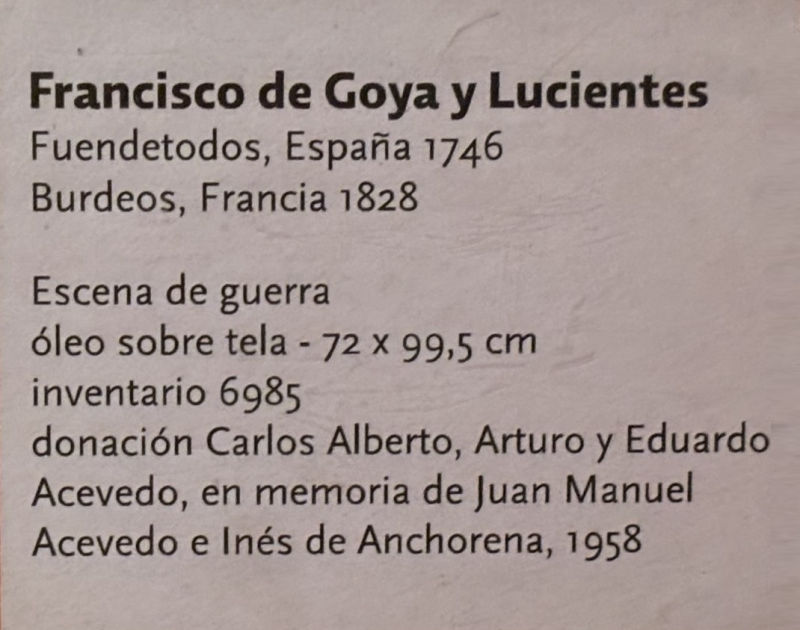 Francisco de Goya y Lucientes
Fuendetodos, España 1746
Burdeos, Francia 1828
Escena de guerra
óleo sobre tela - 72 x 99,5 cm
inventario 6985
donación Carlos Alberto, Arturo y Eduardo
Acevedo, en memoria de Juan Manuel
Acevedo e Inés de Anchorena, 1958